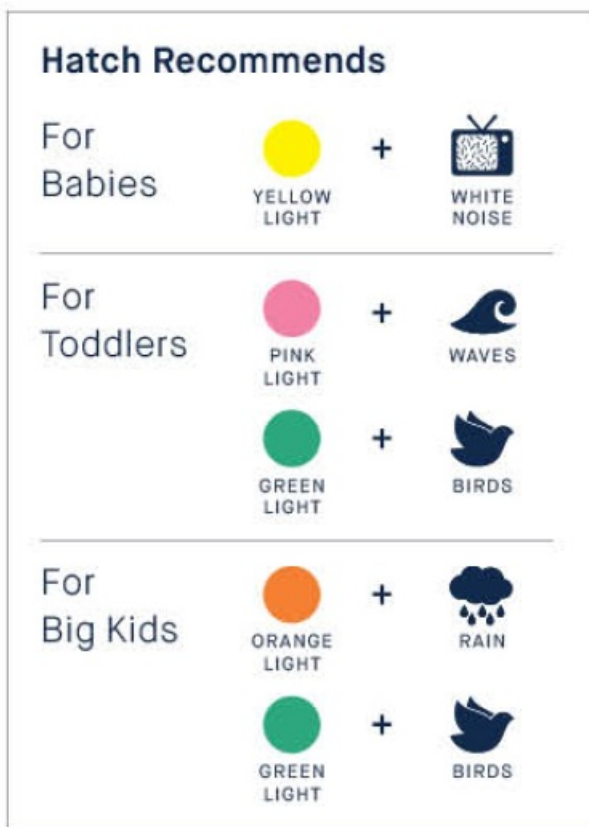 Hatch Recommends
For
Babies
YELLOW
LIGHT
+
WHITE
NOISE
For
Toddlers
PINK
LIGHT
+
WAVES
GREEN
LIGHT
+
BIRDS
For
Big Kids
ORANGE
LIGHT
+
RAIN
GREEN
LIGHT
+
BIRDS